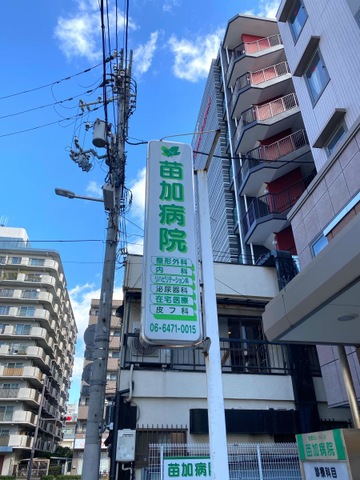 苗加病院
整形外科
内科
リハビリテーション科
泌尿器科
在宅医療
皮フ科
06-6471-0015
苗加病院
苗加病院
診療科目